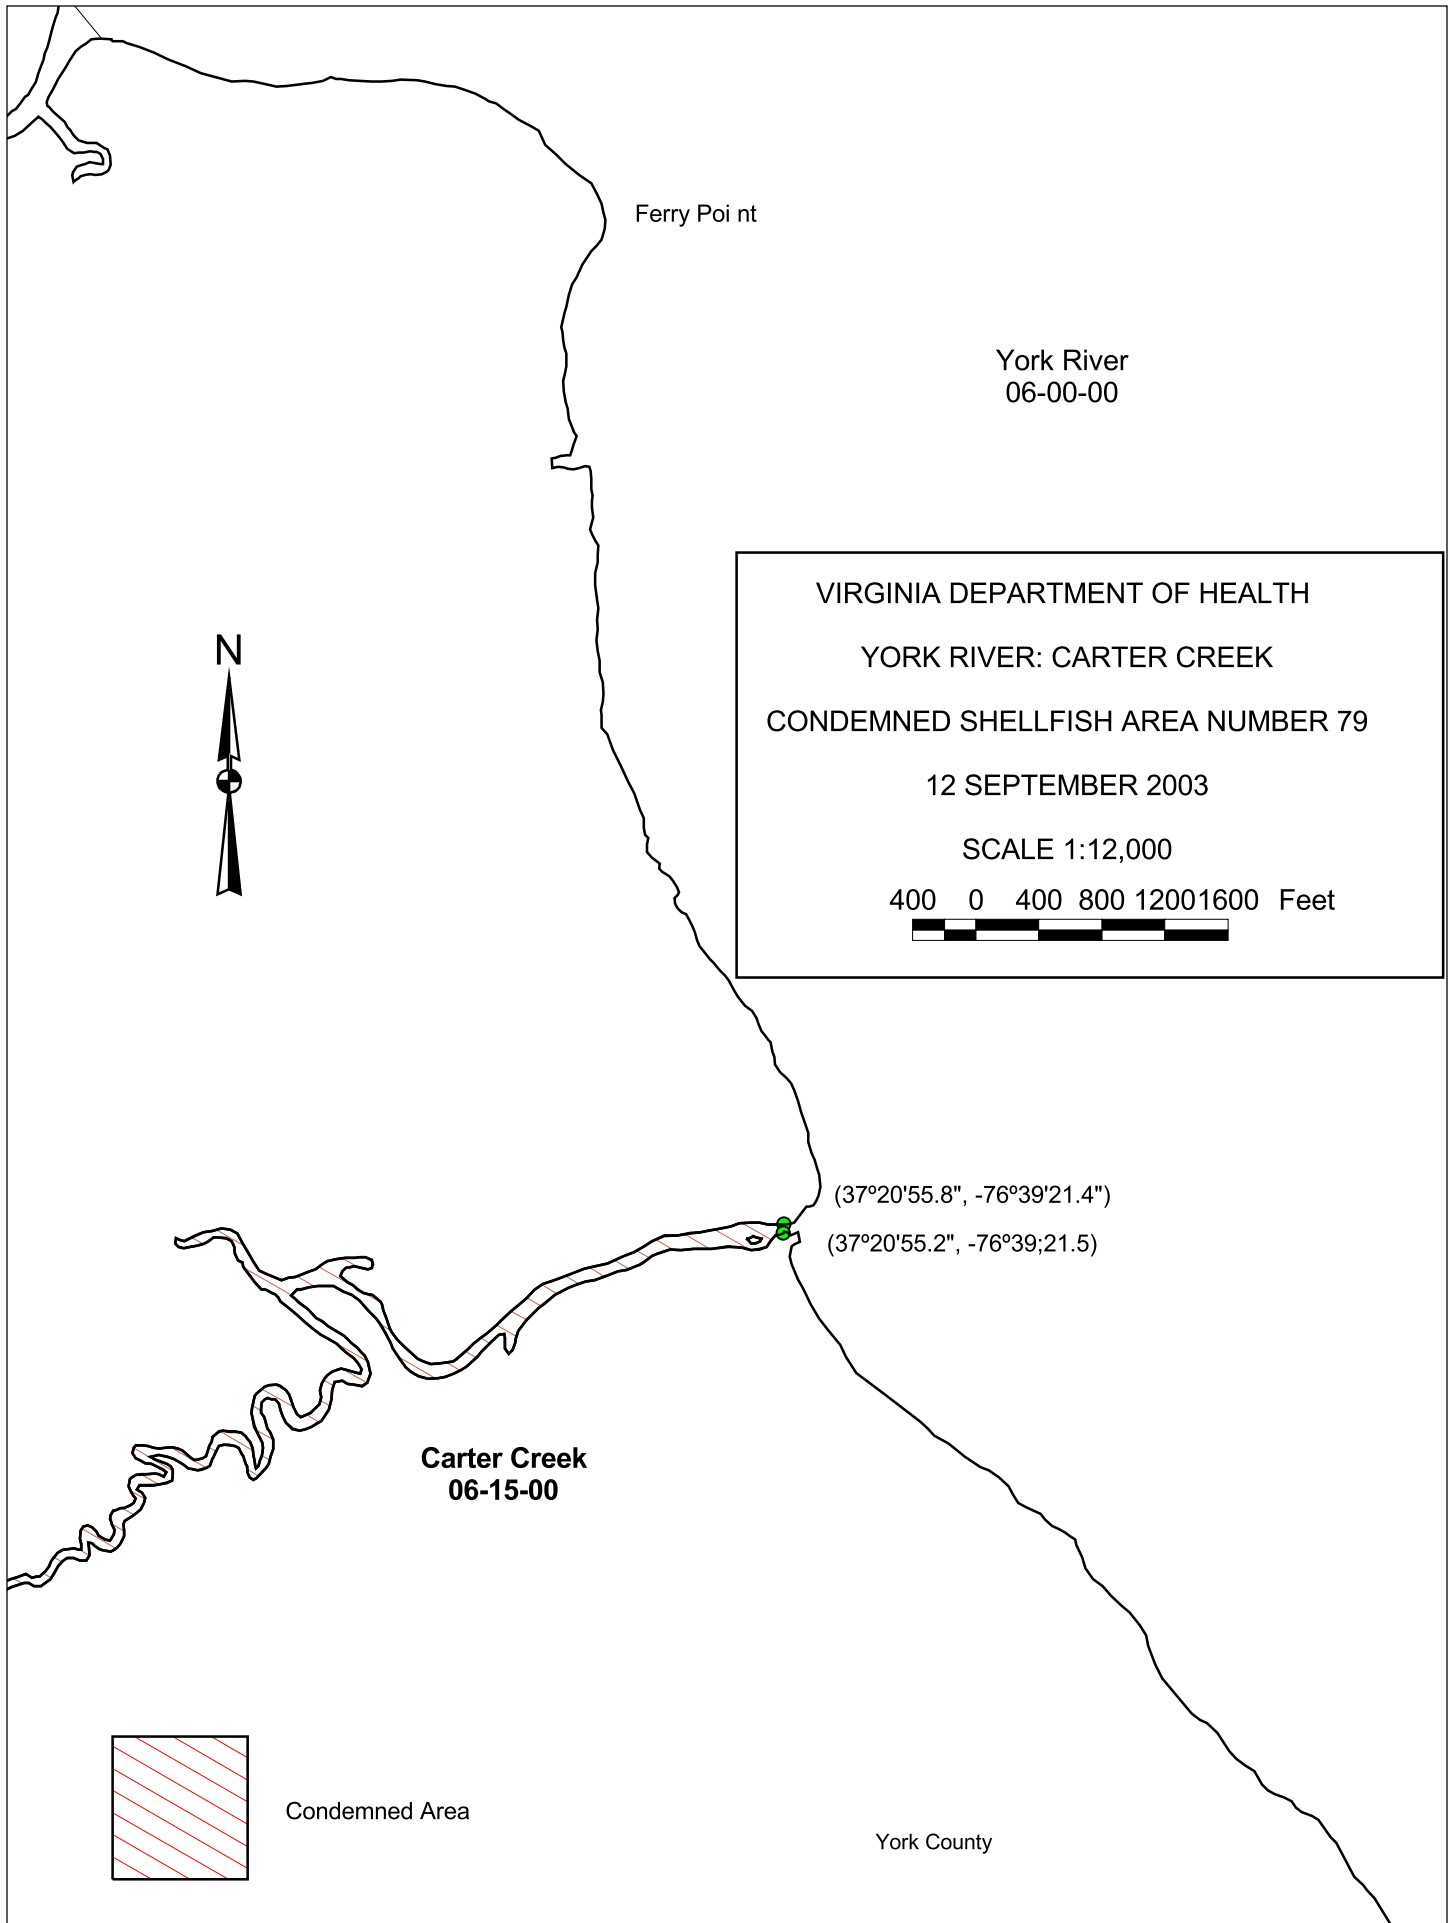 Ferry Poi nt
York River
06-00-00
VIRGINIA DEPARTMENT OF HEALTH
YORK RIVER: CARTER CREEK
CONDEMNED SHELLFISH AREA NUMBER 79
12 SEPTEMBER 2003
SCALE 1:12,000
400 0 400 800 1200 1600 Feet
N
(37º20'55.8", -76º39'21.4")
(37º20'55.2", -76º39;21.5)
Carter Creek
06-15-00
Condemned Area
York County